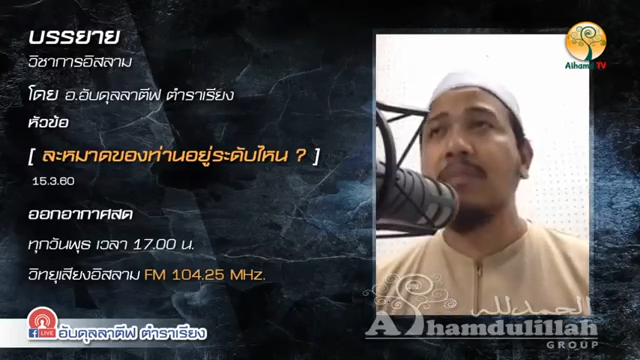 บรรยาย
วิชาการอิสลาม
โดย อ.อับดุลลาตีฟ ตำราเรียง
หัวข้อ
[ ละหมาดของท่านอยู่ระดับไหน ? ]
15.3.60
ออกอากาศสด
ทุกวันพุธ เวลา 17.00 น.
วิทยุเสียงอิสลาม FM 104.25 MHz.
LIVE
อับดุลลาตีฟ ตำราเรียง
Alhamd TV
الحمد لله
Alhamdulillah
GROUP